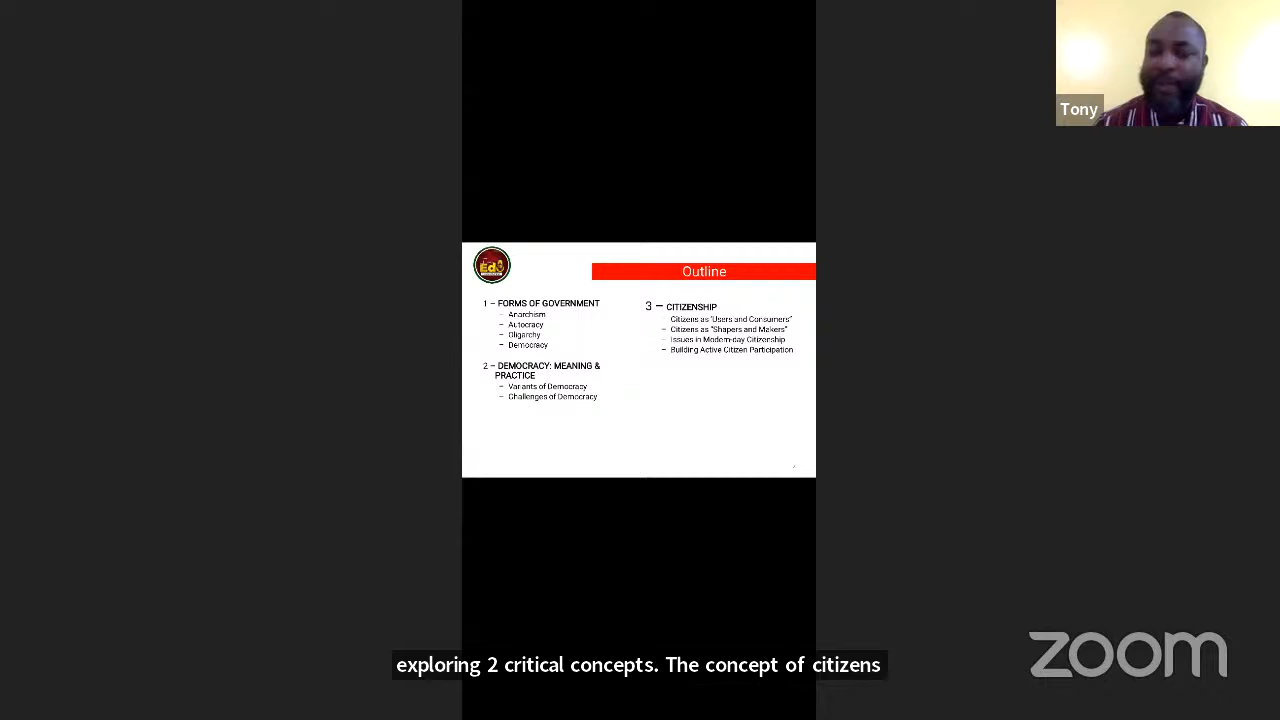 Tony
Ed
Outline
1 – FORMS OF GOVERNMENT
– Anarchism
– Autocracy
– Oligarchy
– Democracy
2 – DEMOCRACY: MEANING &
PRACTICE
– Variants of Democracy
– Challenges of Democracy
3 – CITIZENSHIP
– Citizens as "Users and Consumers"
– Citizens as "Shapers and Makers"
– Issues in Modern-day Citizenship
– Building Active Citizen Participation
exploring 2 critical concepts. The concept of citizens
zoom